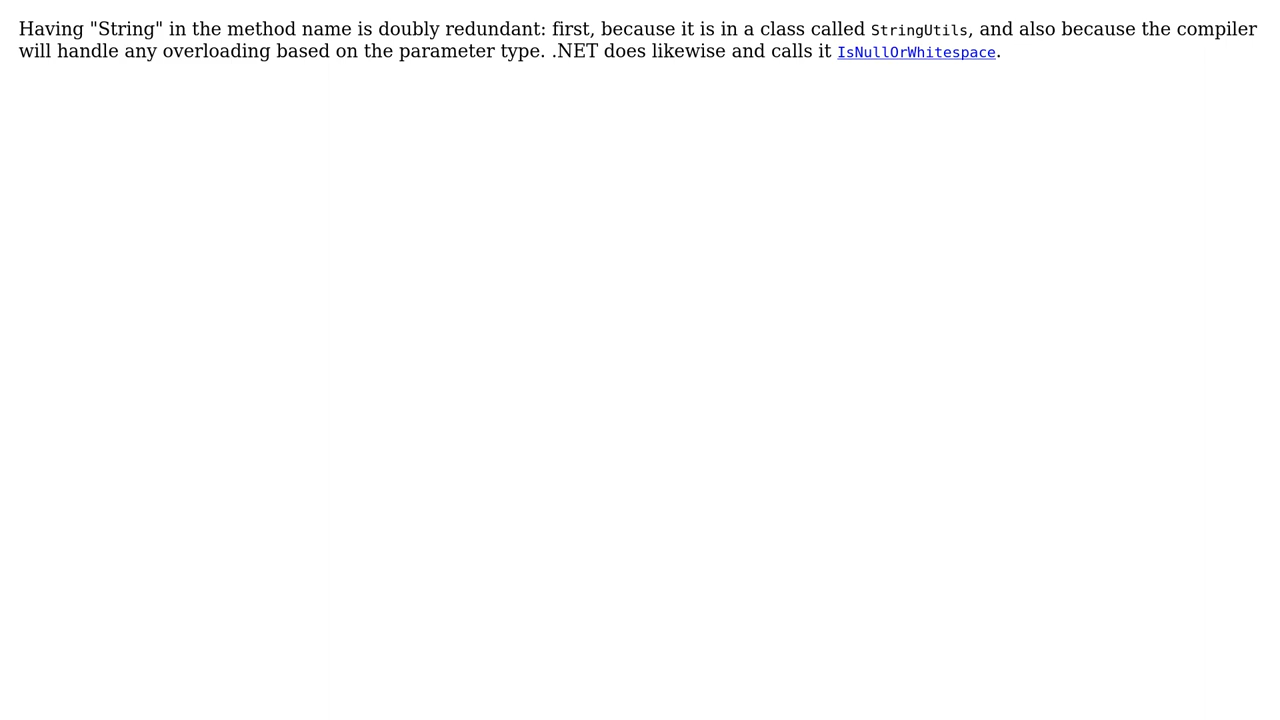 Having "String" in the method name is doubly redundant: first, because it is in a class called StringUtils, and also because the compiler
will handle any overloading based on the parameter type. .NET does likewise and calls it IsNullOrWhitespace.